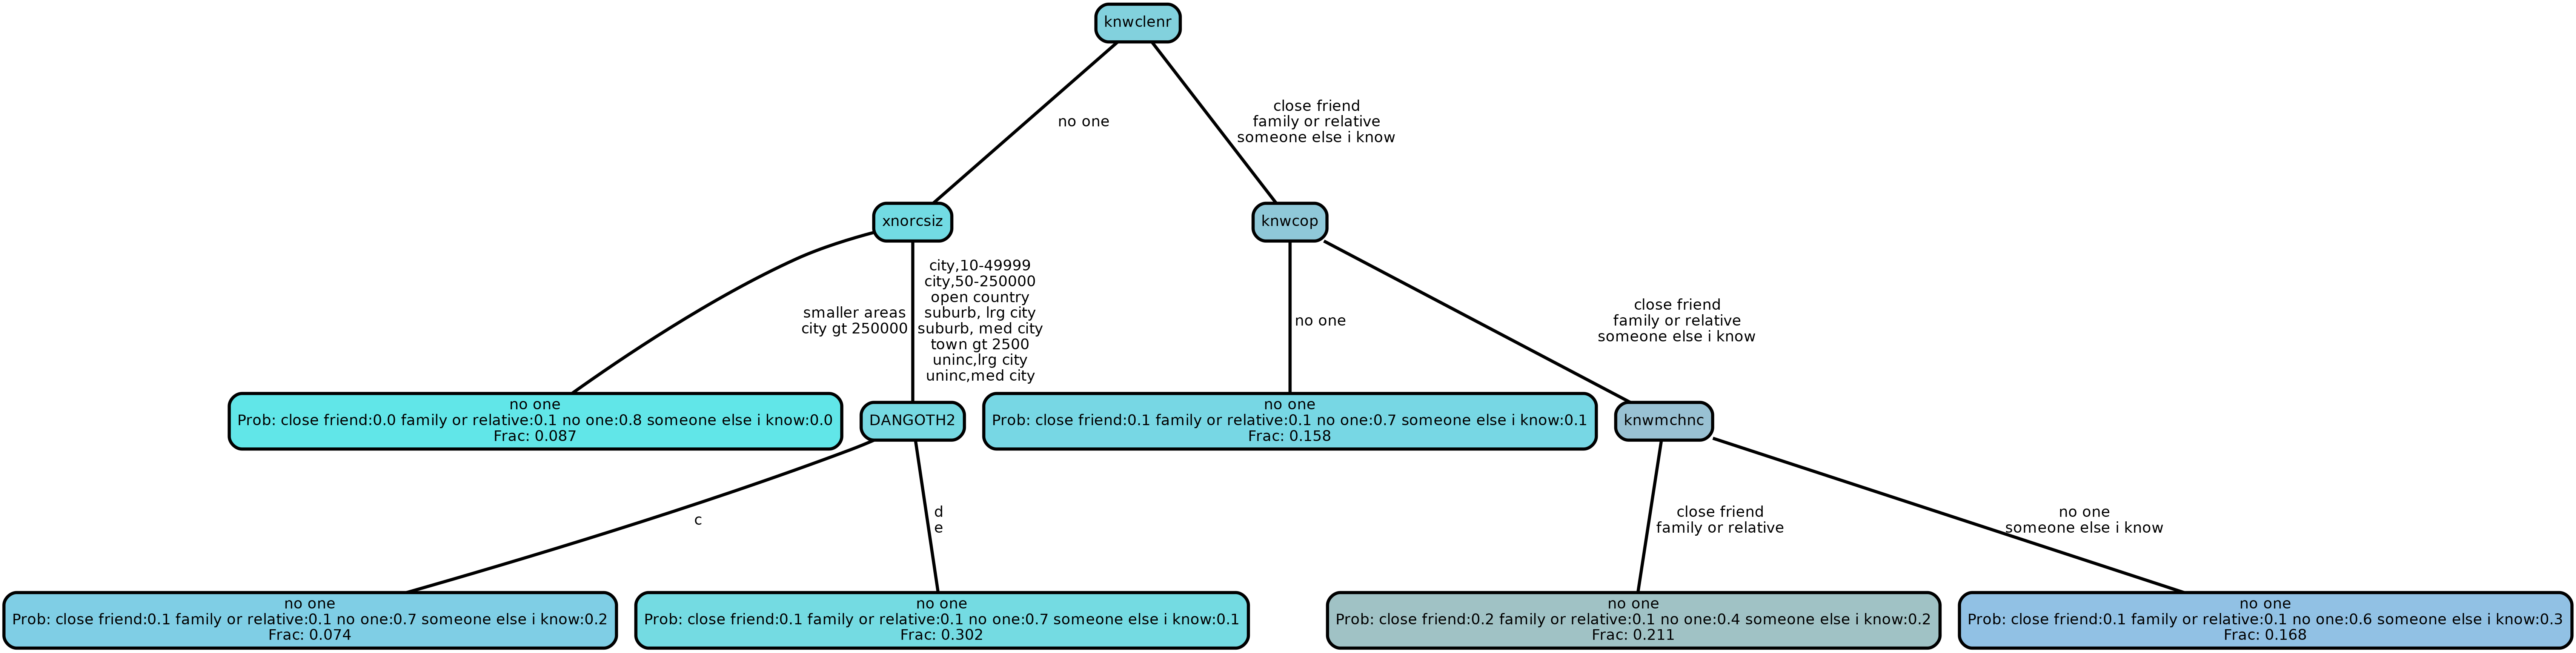 knwclenr
no one
close friend
family or relative
someone else i know
xnorcsiz
knwcop
smaller areas
city gt 250000
city,10-49999
city,50-250000
open country
suburb, lrg city
suburb, med city
town gt 2500
uninc,lrg city
uninc,med city
no one
close friend
family or relative
someone else i know
no one
Prob: close friend:0.0 family or relative:0.1 no one:0.8 someone else i know:0.0
Frac: 0.087
DANGOTH2
no one
Prob: close friend:0.1 family or relative:0.1 no one:0.7 someone else i know:0.1
Frac: 0.158
knwmchnc
c
d
e
close friend
family or relative
no one
someone else i know
no one
Prob: close friend:0.1 family or relative:0.1 no one:0.7 someone else i know:0.2
Frac: 0.074
no one
Prob: close friend:0.1 family or relative:0.1 no one:0.7 someone else i know:0.1
Frac: 0.302
no one
Prob: close friend:0.2 family or relative:0.1 no one:0.4 someone else i know:0.2
Frac: 0.211
no one
Prob: close friend:0.1 family or relative:0.1 no one:0.6 someone else i know:0.3
Frac: 0.168